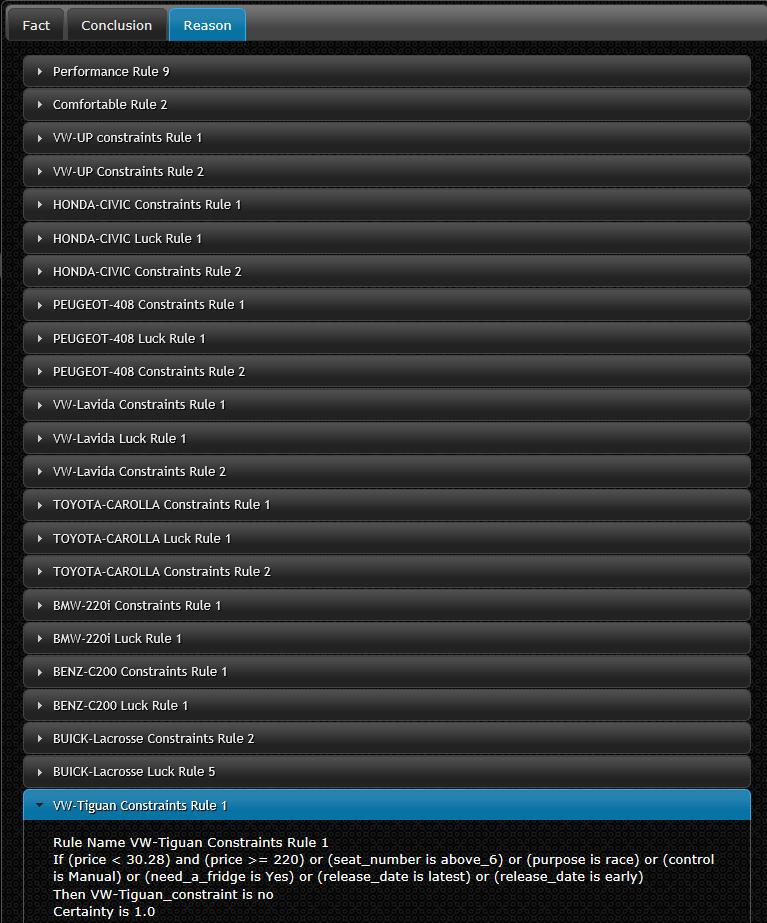 Fact
Conclusion
Reason
Performance Rule 9
Comfortable Rule 2
VW-UP constraints Rule 1
VW-UP Constraints Rule 2
HONDA-CIVIC Constraints Rule 1
HONDA-CIVIC Luck Rule 1
HONDA-CIVIC Constraints Rule 2
PEUGEOT-408 Constraints Rule 1
PEUGEOT-408 Luck Rule 1
PEUGEOT-408 Constraints Rule 2
VW-Lavida Constraints Rule 1
VW-Lavida Luck Rule 1
VW-Lavida Constraints Rule 2
TOYOTA-CAROLLA Constraints Rule 1
TOYOTA-CAROLLA Luck Rule 1
TOYOTA-CAROLLA Constraints Rule 2
BMW-220i Constraints Rule 1
BMW-220i Luck Rule 1
BENZ-C200 Constraints Rule 1
BENZ-C200 Luck Rule 1
BUICK-Lacrosse Constraints Rule 2
BUICK-Lacrosse Luck Rule 5
VW-Tiguan Constraints Rule 1
Rule Name VW-Tiguan Constraints Rule 1
If (price < 30.28) and (price >= 220) or (seat_number is above_6) or (purpose is race) or (control
is Manual) or (need_a_fridge is Yes) or (release_date is latest) or (release_date is early)
Then VW-Tiguan_constraint is no
Certainty is 1.0